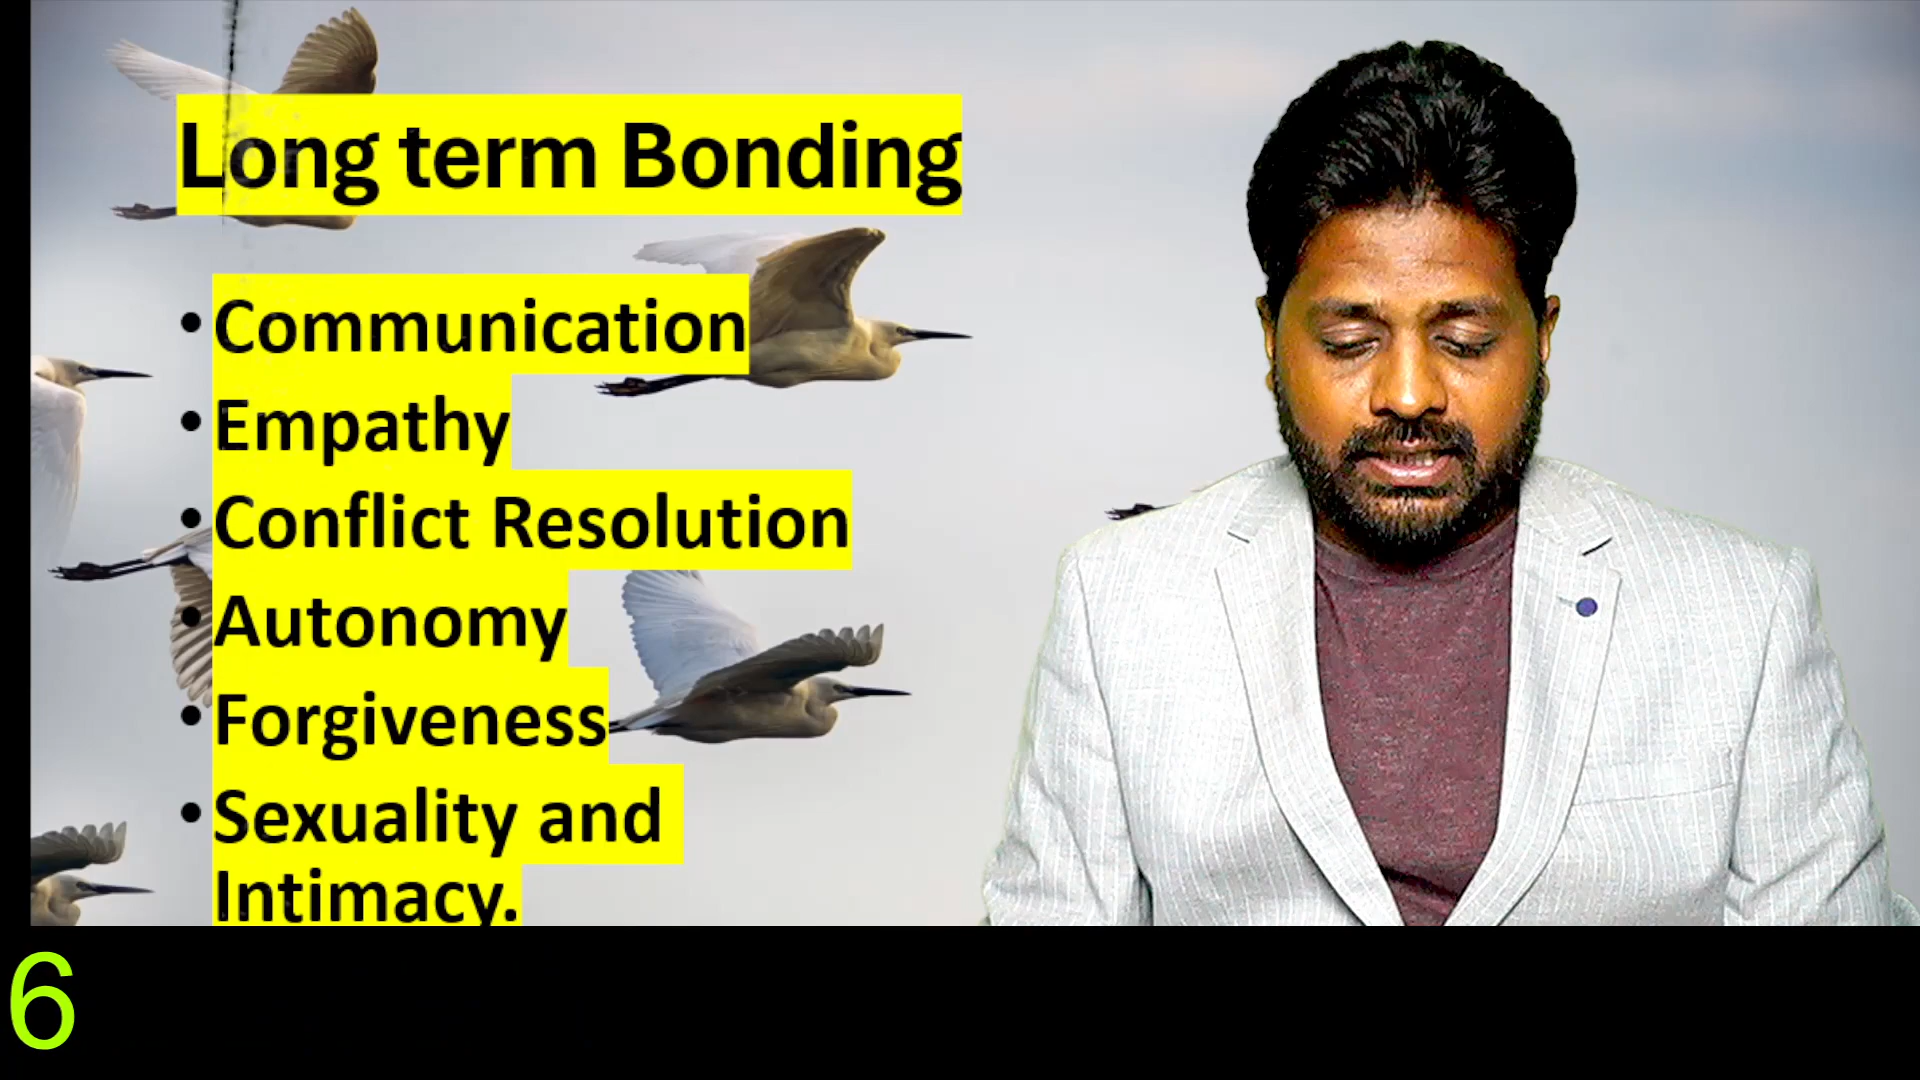 Long term Bonding
• Communication
• Empathy
• Conflict Resolution
• Autonomy
• Forgiveness
• Sexuality and
Intimacy.
6